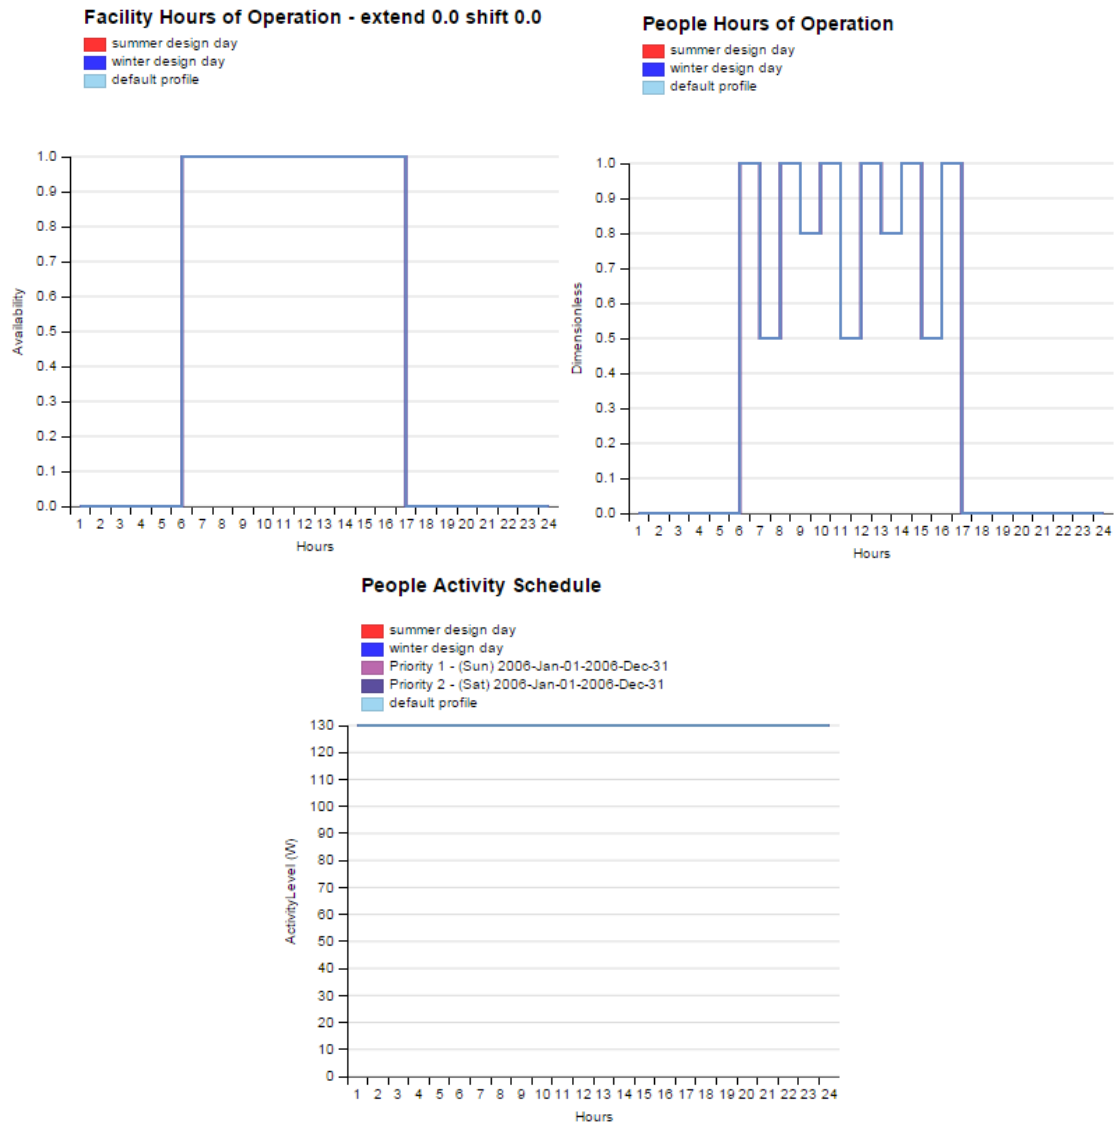 Facility Hours of Operation - extend 0.0 shift 0.0
summer design day
winter design day
default profile
1.0
0.9
0.8
0.7
0.6
0.5
0.4
0.3
0.2
0.1
0.0
Availability
1 2 3 4 5 6 7 8 9 10 11 12 13 14 15 16 17 18 19 20 21 22 23 24
Hours
People Hours of Operation
summer design day
winter design day
default profile
1.0
0.9
0.8
0.7
0.6
0.5
0.4
0.3
0.2
0.1
0.0
Dimensionless
1 2 3 4 5 6 7 8 9 10 11 12 13 14 15 16 17 18 19 20 21 22 23 24
Hours
People Activity Schedule
summer design day
winter design day
Priority 1 - (Sun) 2006-Jan-01-2006-Dec-31
Priority 2 - (Sat) 2006-Jan-01-2006-Dec-31
default profile
130
120
110
100
90
80
70
60
50
40
30
20
10
0
ActivityLevel (W)
1 2 3 4 5 6 7 8 9 10 11 12 13 14 15 16 17 18 19 20 21 22 23 24
Hours